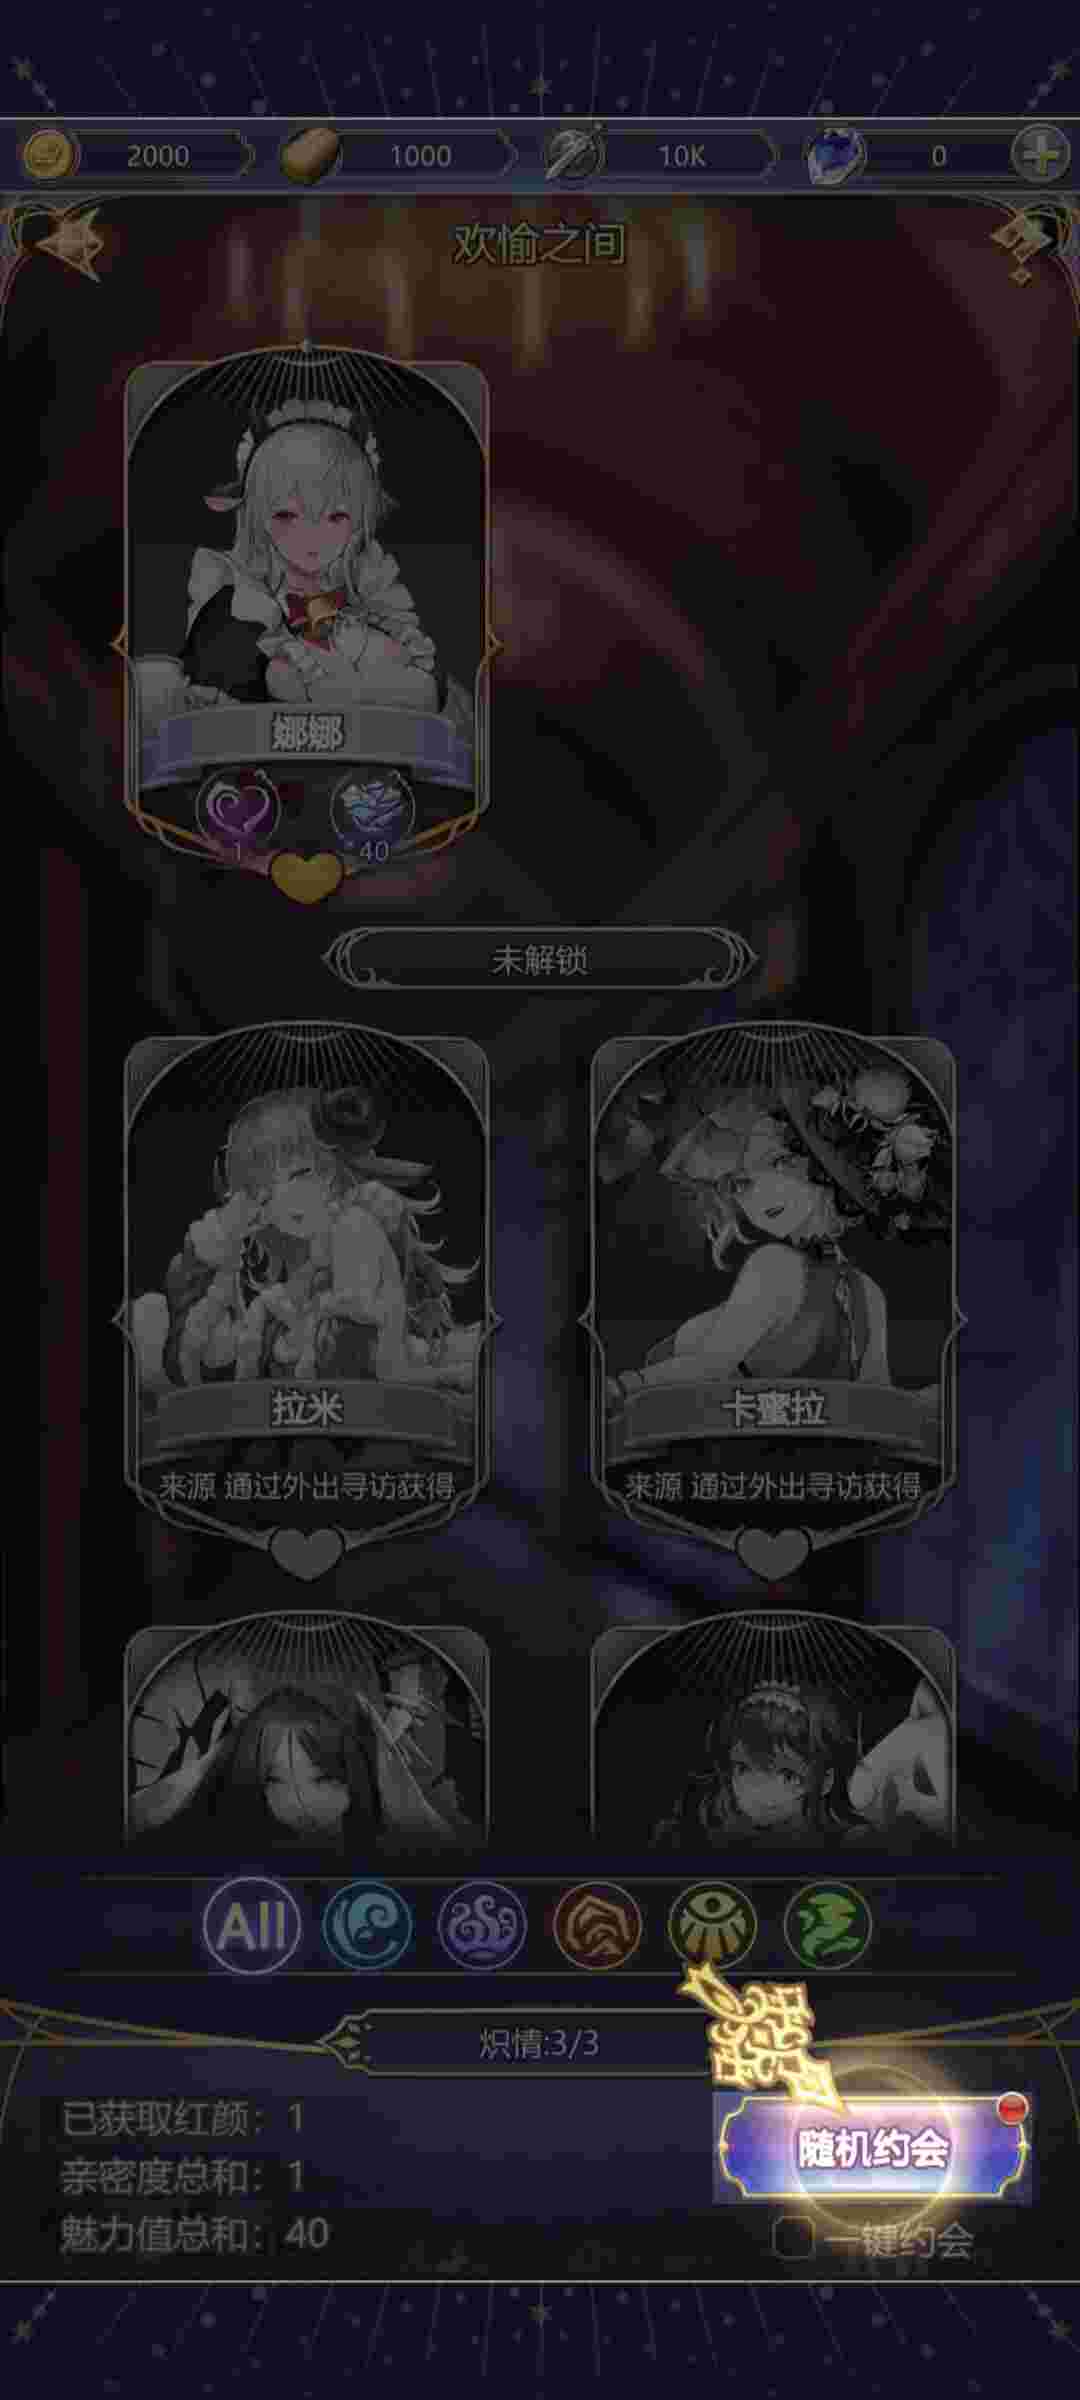 2000 1000 10K 0
欢愉之间
娜娜
1 40
未解锁
拉米 卡蜜拉
来源 通过外出寻访获得 来源 通过外出寻访获得
All
炽情:3/3
已获取红颜：1
亲密度总和：1
魅力值总和：40
随机约会
一键约会